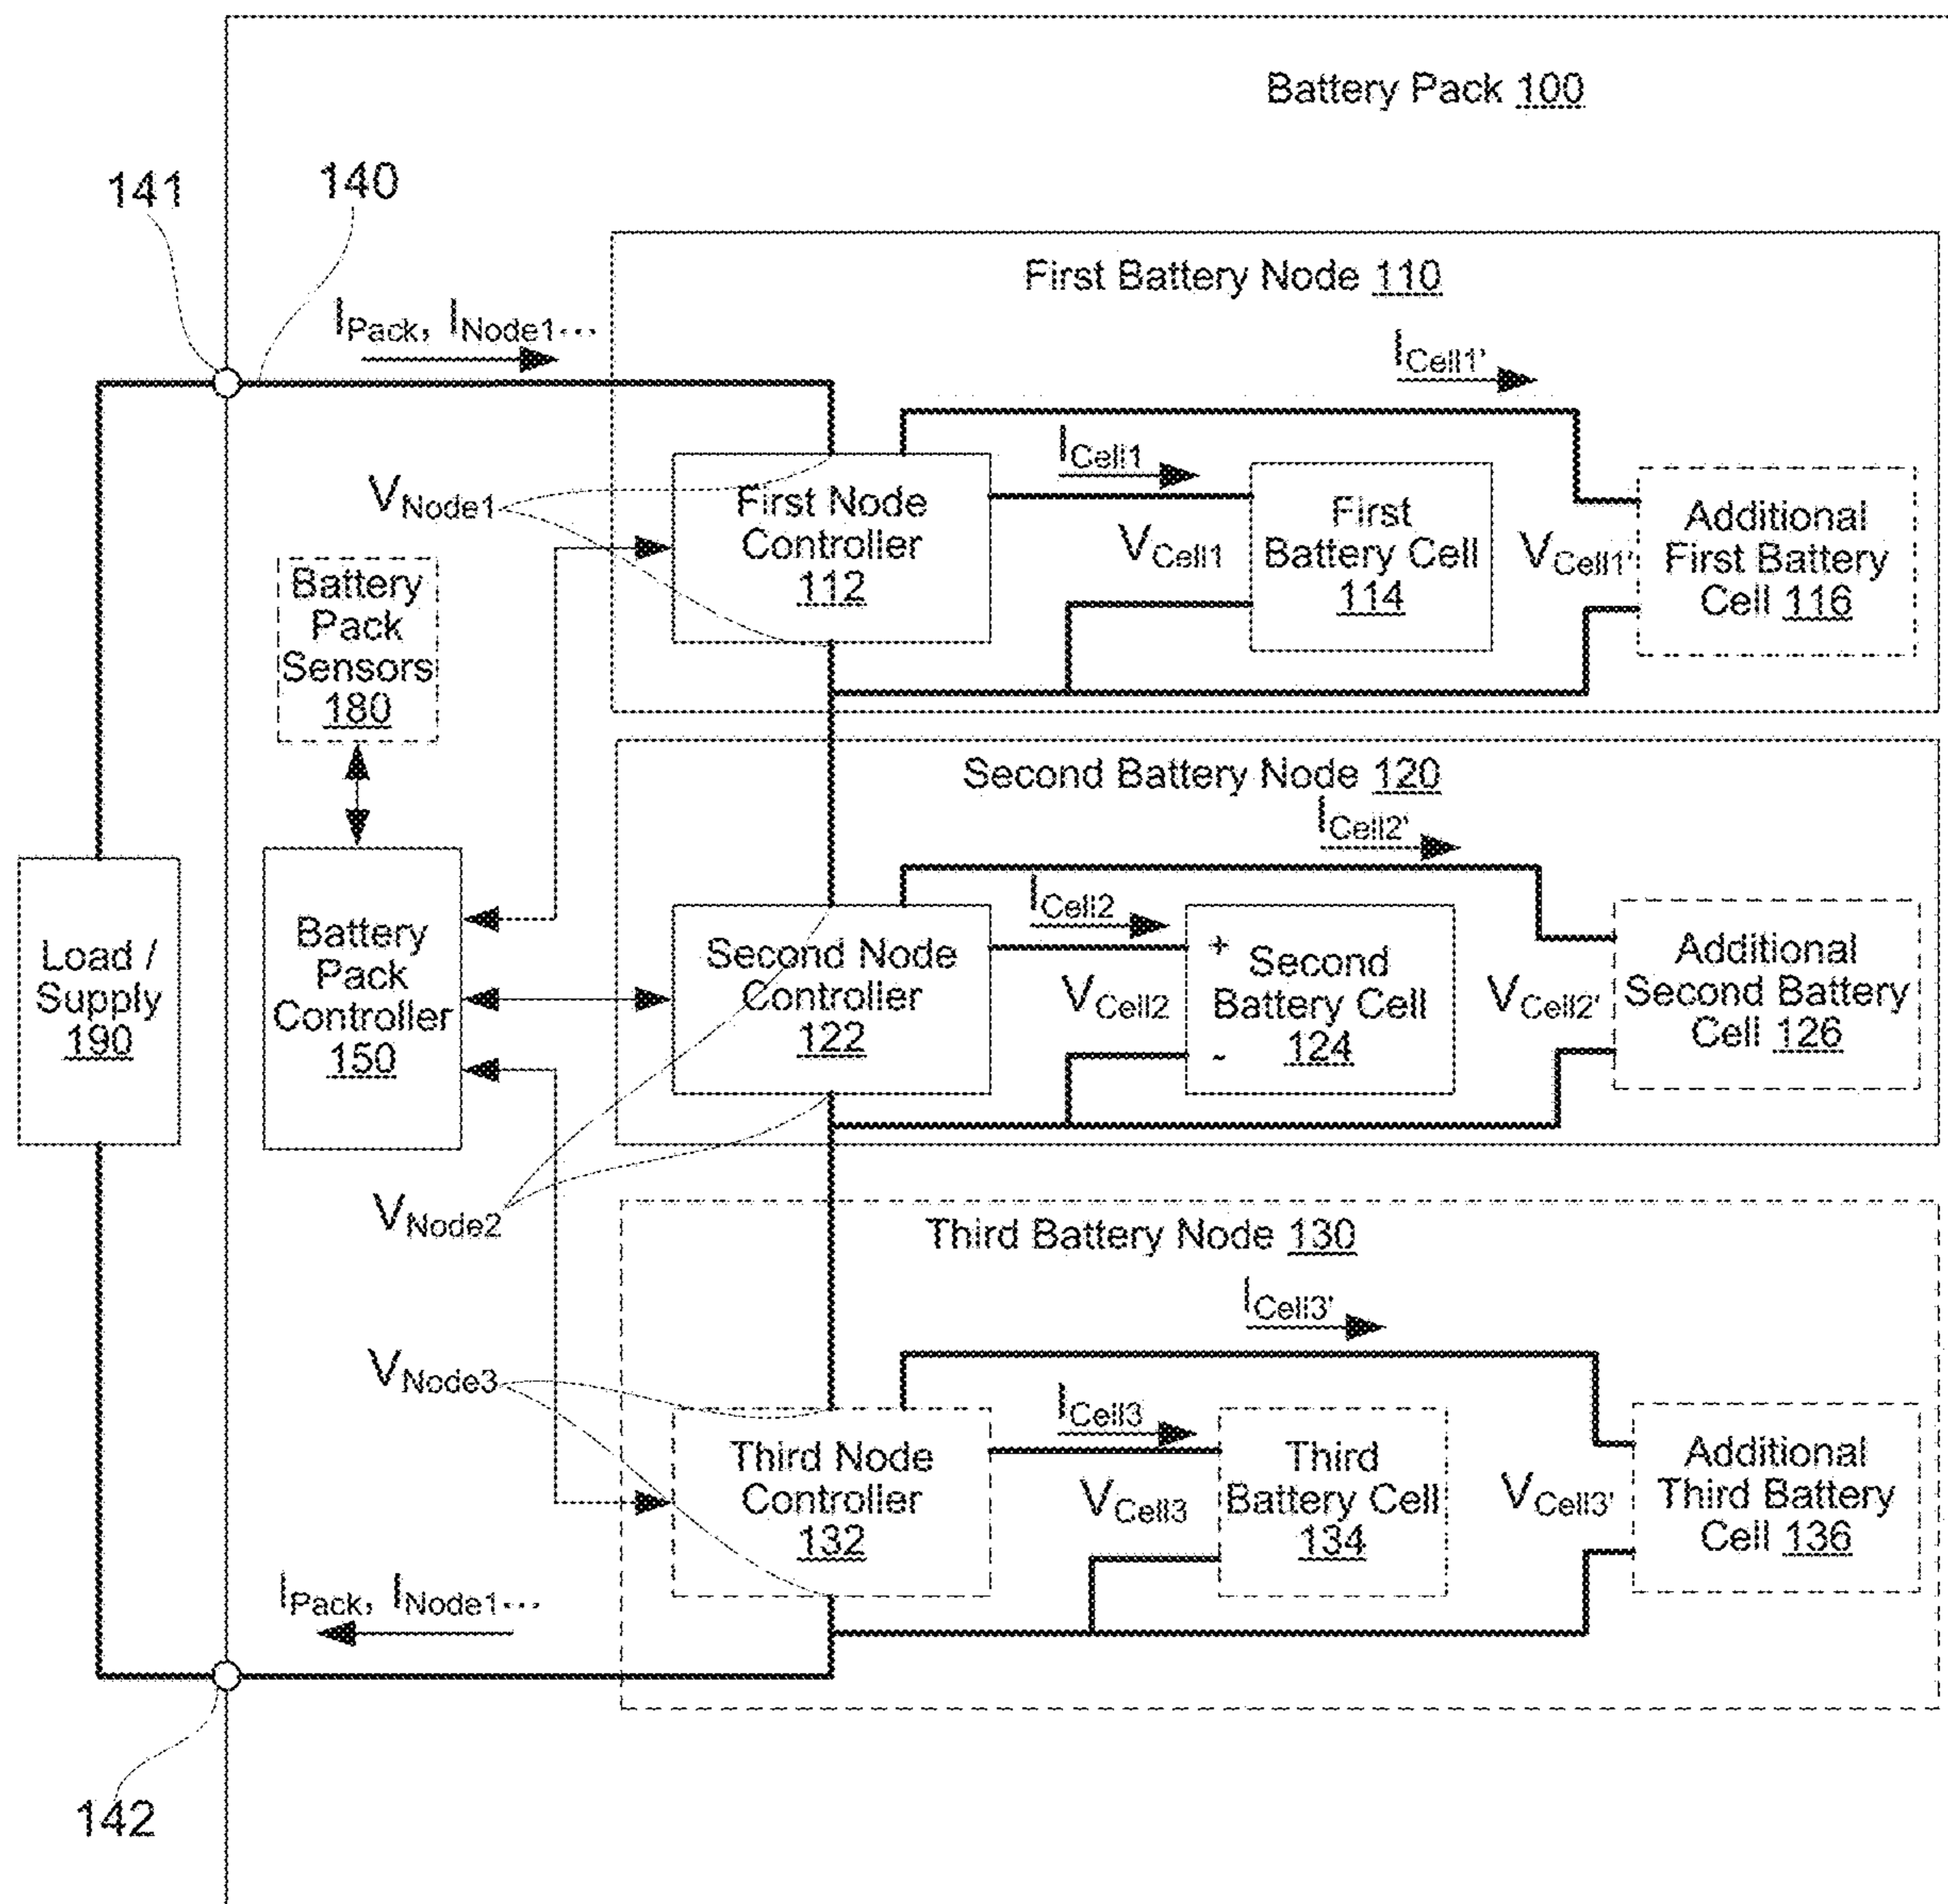 Battery Pack 100
141
140
First Battery Node 110
IPack, INode1...
ICell1'
ICell1
VNode1
First Node
Controller
112
VCell1
First
Battery Cell
114
VCell1'
Additional
First Battery
Cell 116
Battery
Pack
Sensors
180
Second Battery Node 120
ICell2'
ICell2
Load /
Supply
190
Battery
Pack
Controller
150
Second Node
Controller
122
VCell2
+
Second
Battery Cell
124
-
VCell2'
Additional
Second Battery
Cell 126
VNode2
Third Battery Node 130
ICell3'
VNode3
ICell3
Third Node
Controller
132
VCell3
Third
Battery Cell
134
VCell3'
Additional
Third Battery
Cell 136
IPack, INode1...
142